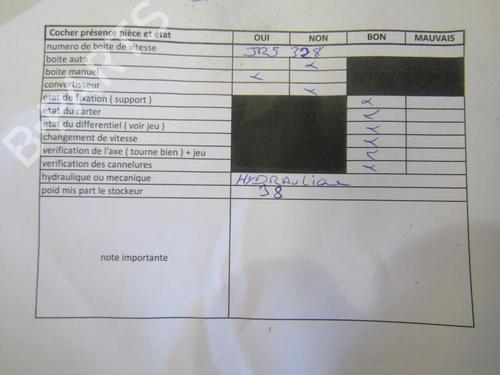 Cocher présence pièce et état OUI NON BON MAUVAIS
numero de boite de vitesse JR5 328
boite auto
boite manuel
convertisseur
etat de fixation ( support )
etat du carter
etat du differentiel ( voir jeu )
changement de vitesse
verification de l'axe ( tourne bien ) + jeu
verification des cannelures
hydraulique ou mecanique HYDRAULIQUE
poid mis part le stockeur 38
note importante